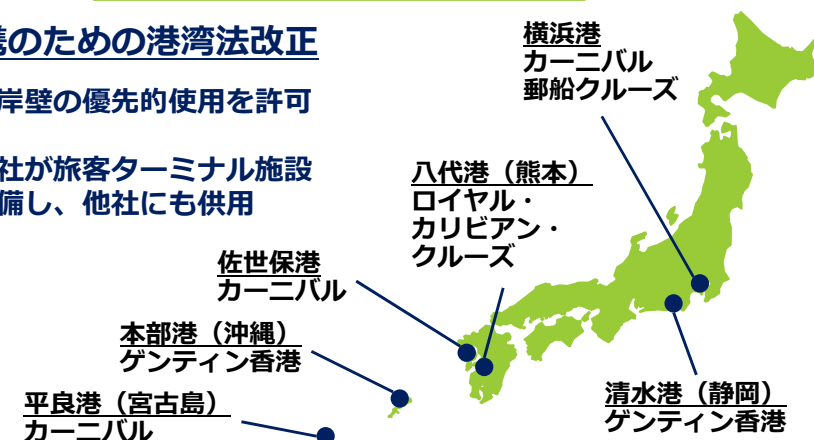 のための港湾法改正
岸壁の優先的使用を許可
社が旅客ターミナル施設
備し、他社にも供用
横浜港
カーニバル
郵船クルーズ
八代港（熊本）
ロイヤル・
カリビアン・
クルーズ
佐世保港
カーニバル
本部港（沖縄）
ゲンティン香港
平良港（宮古島）
カーニバル
清水港（静岡）
ゲンティン香港